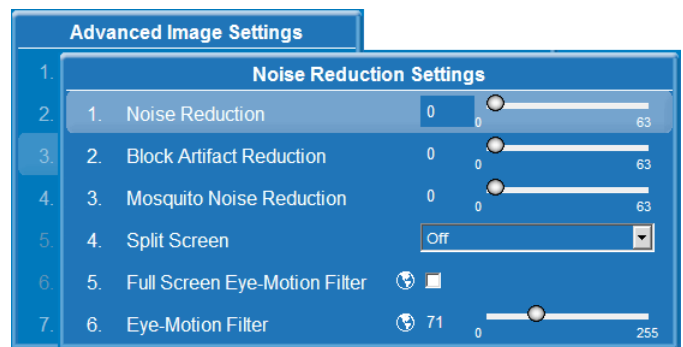 Advanced Image Settings
1. Noise Reduction Settings
2. 1. Noise Reduction 0 0 63
3. 2. Block Artifact Reduction 0 0 63
4. 3. Mosquito Noise Reduction 0 0 63
5. 4. Split Screen Off
6. 5. Full Screen Eye-Motion Filter
7. 6. Eye-Motion Filter 71 0 255